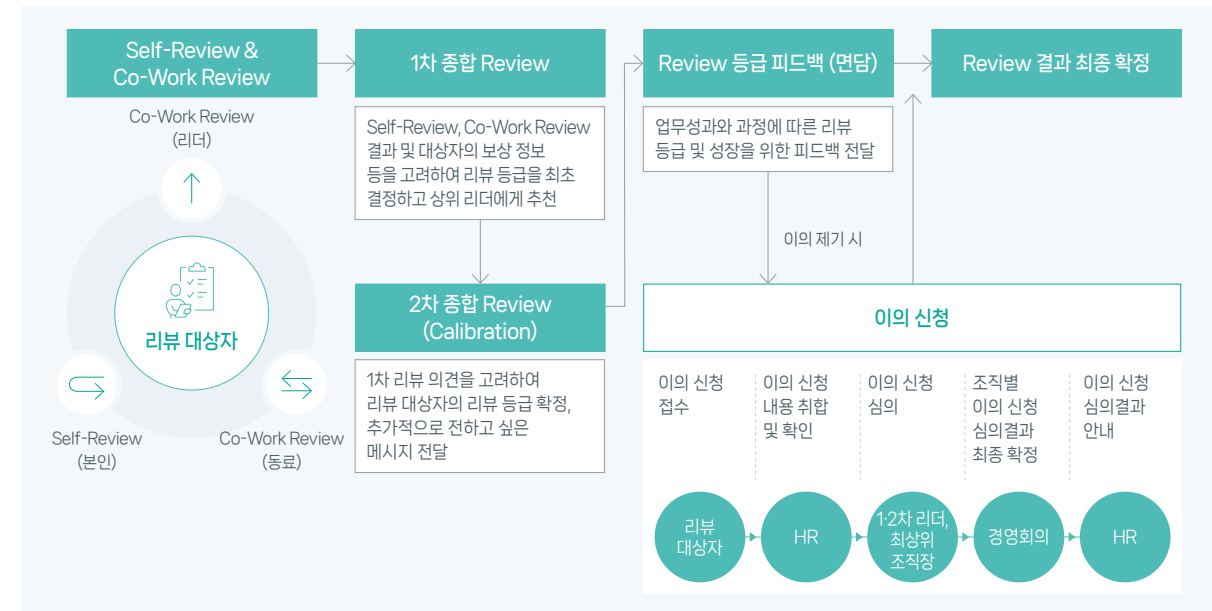 Self-Review &
Co-Work Review
Co-Work Review
(리더)
리뷰 대상자
Self-Review
(본인)
Co-Work Review
(동료)
1차 종합 Review
Self-Review, Co-Work Review
결과 및 대상자의 보상 정보
등을 고려하여 리뷰 등급을 최초
결정하고 상위 리더에게 추천
2차 종합 Review
(Calibration)
1차 리뷰 의견을 고려하여
리뷰 대상자의 리뷰 등급 확정,
추가적으로 전하고 싶은
메시지 전달
Review 등급 피드백 (면담)
업무성과와 과정에 따른 리뷰
등급 및 성장을 위한 피드백 전달
이의 제기 시
Review 결과 최종 확정
이의 신청
이의 신청
접수
리뷰
대상자
이의 신청
내용 취합
및 확인
HR
이의 신청
심의
1·2차 리더,
최상위
조직장
조직별
이의 신청
심의결과
최종 확정
경영회의
이의 신청
심의결과
안내
HR